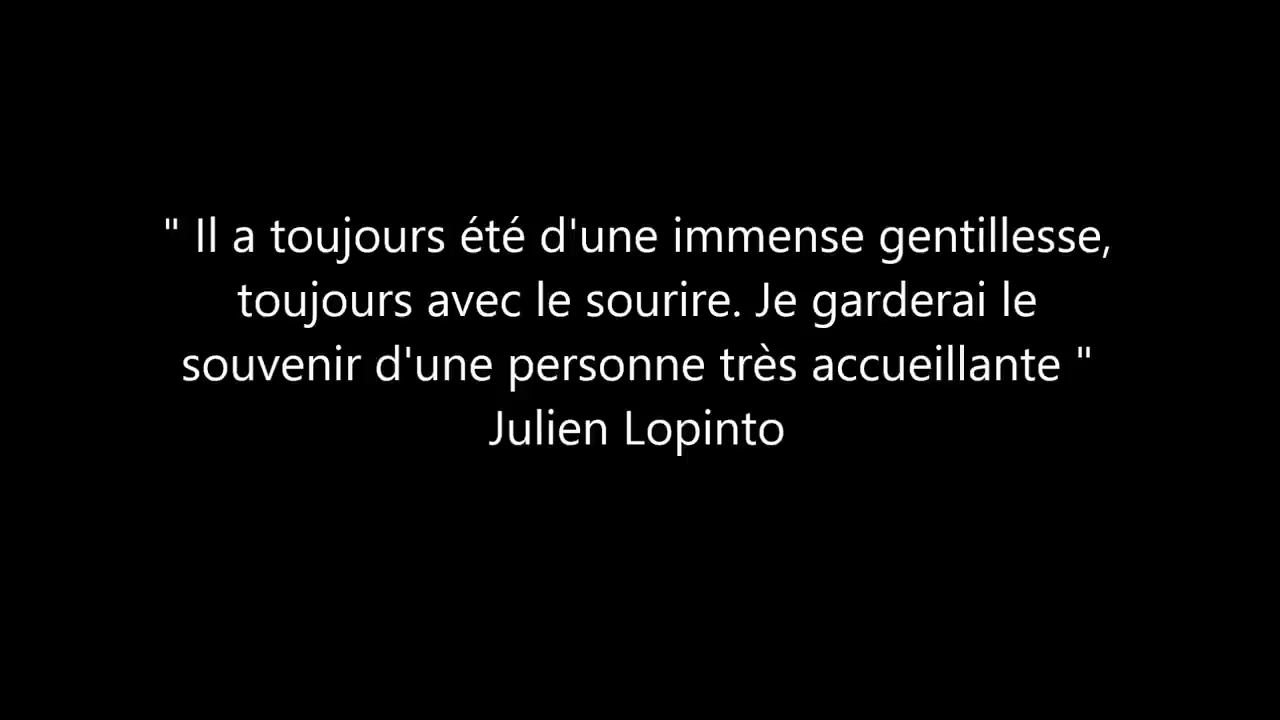 " Il a toujours été d'une immense gentillesse,
toujours avec le sourire. Je garderai le
souvenir d'une personne très accueillante "
Julien Lopinto